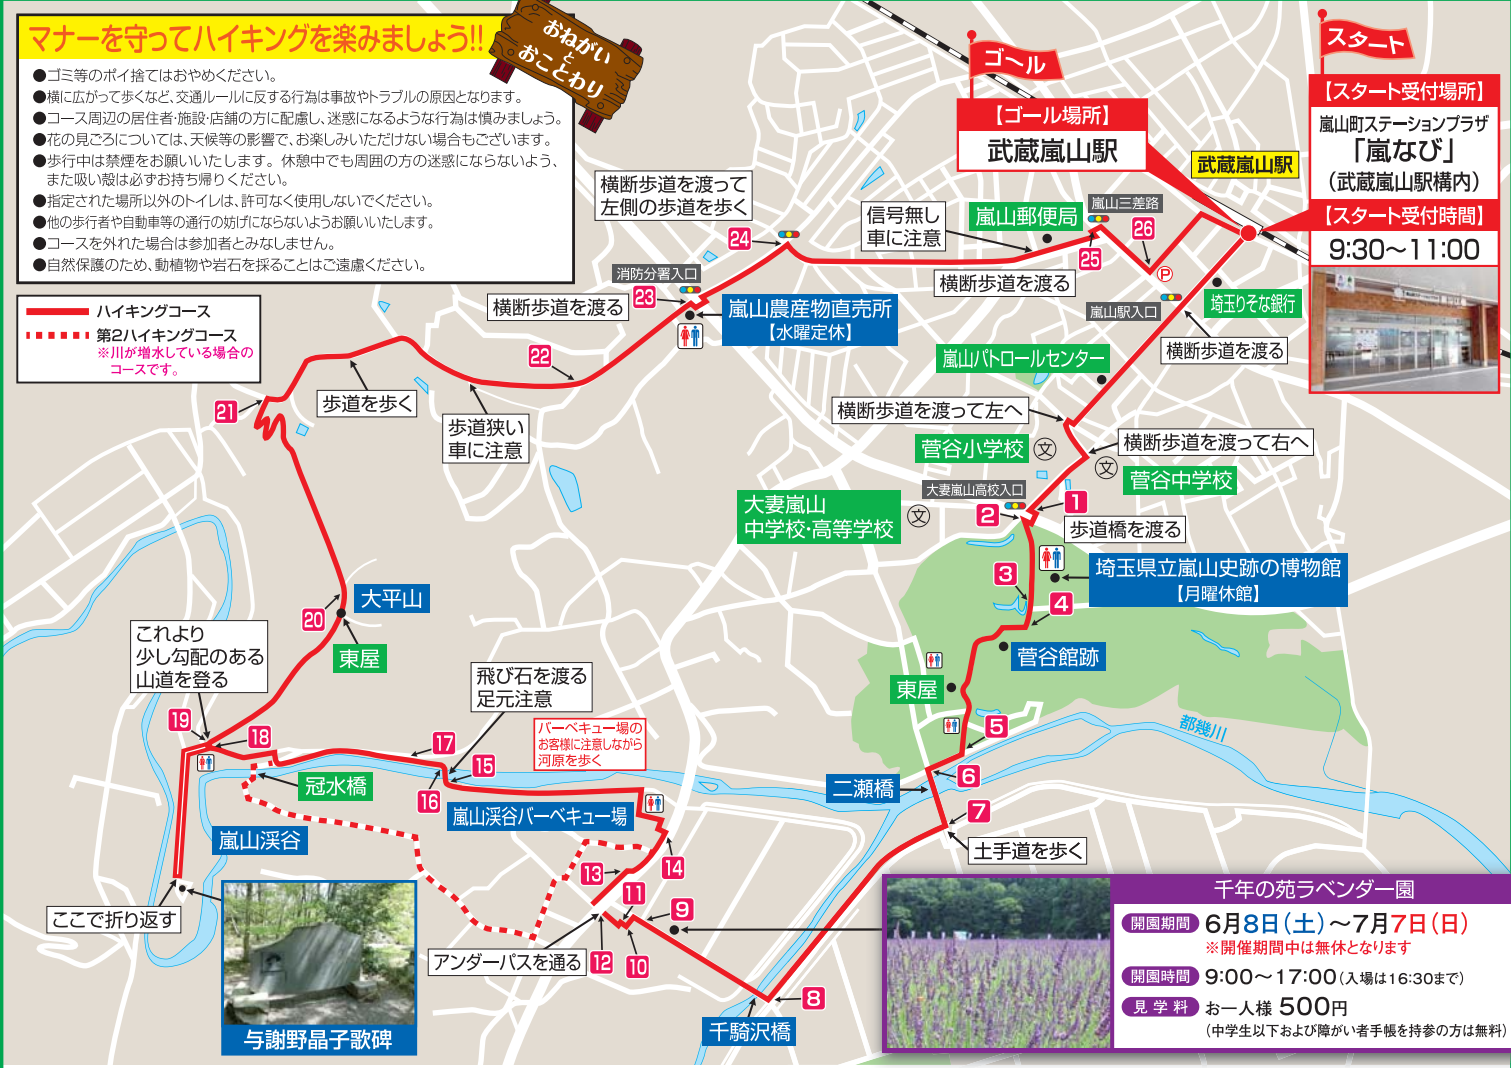 マナーを守ってハイキングを楽みましょう!!
おねがい
と
おことわり
●ゴミ等のポイ捨てはおやめください。
●横に広がって歩くなど、交通ルールに反する行為は事故やトラブルの原因となります。
●コース周辺の居住者・施設・店舗の方に配慮し、迷惑になるような行為は慎みましょう。
●花の見ごろについては、天候等の影響で、お楽しみいただけない場合もございます。
●歩行中は禁煙をお願いいたします。休憩中でも周囲の方の迷惑にならないよう、
また吸い殻は必ずお持ち帰りください。
●指定された場所以外のトイレは、許可なく使用しないでください。
●他の歩行者や自動車等の通行の妨げにならないようお願いいたします。
●コースを外れた場合は参加者とみなしません。
●自然保護のため、動植物や岩石を採ることはご遠慮ください。
ハイキングコース
第2ハイキングコース
※川が増水している場合の
コースです。
ゴール
【ゴール場所】
武蔵嵐山駅
スタート
【スタート受付場所】
嵐山町ステーションプラザ
「嵐なび」
(武蔵嵐山駅構内)
【スタート受付時間】
9:30〜11:00
武蔵嵐山駅
横断歩道を渡って
左側の歩道を歩く
信号無し
車に注意
嵐山郵便局
嵐山三差路
26
24
25
P
横断歩道を渡る
消防分署入口
23
横断歩道を渡る
嵐山農産物直売所
【水曜定休】
嵐山駅入口
埼玉りそな銀行
横断歩道を渡る
22
嵐山パトロールセンター
21
歩道を歩く
歩道狭い
車に注意
横断歩道を渡って左へ
菅谷小学校
文
横断歩道を渡って右へ
文
菅谷中学校
大妻嵐山高校入口
大妻嵐山
中学校・高等学校
文
2
1
歩道橋を渡る
3
埼玉県立嵐山史跡の博物館
【月曜休館】
4
菅谷館跡
大平山
20
東屋
これより
少し勾配のある
山道を登る
飛び石を渡る
足元注意
東屋
5
都幾川
19
18
17
15
16
バーベキュー場の
お客様に注意しながら
河原を歩く
冠水橋
嵐山渓谷バーベキュー場
二瀬橋
6
7
土手道を歩く
嵐山渓谷
14
13
11
9
12
10
8
アンダーパスを通る
千騎沢橋
ここで折り返す
与謝野晶子歌碑
千年の苑ラベンダー園
開園期間 6月8日(土)〜7月7日(日)
※開催期間中は無休となります
開園時間 9:00〜17:00(入場は16:30まで)
見学料 お一人様 500円
(中学生以下および障がい者手帳を持参の方は無料)